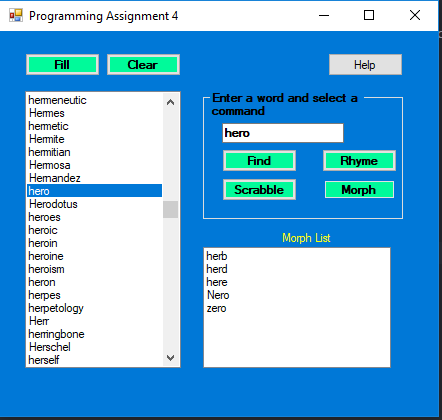 Programming Assignment 4
Fill
Clear
Help
hermeneutic
Hermes
hermetic
Hermite
hermitian
Hermosa
Hernandez
hero
Herodotus
heroes
heroic
heroin
heroine
heroism
heron
herpes
herpetology
Herr
herringbone
Herschel
herself
Enter a word and select a
command
hero
Find
Rhyme
Scrabble
Morph
Morph List
herb
herd
here
Nero
zero